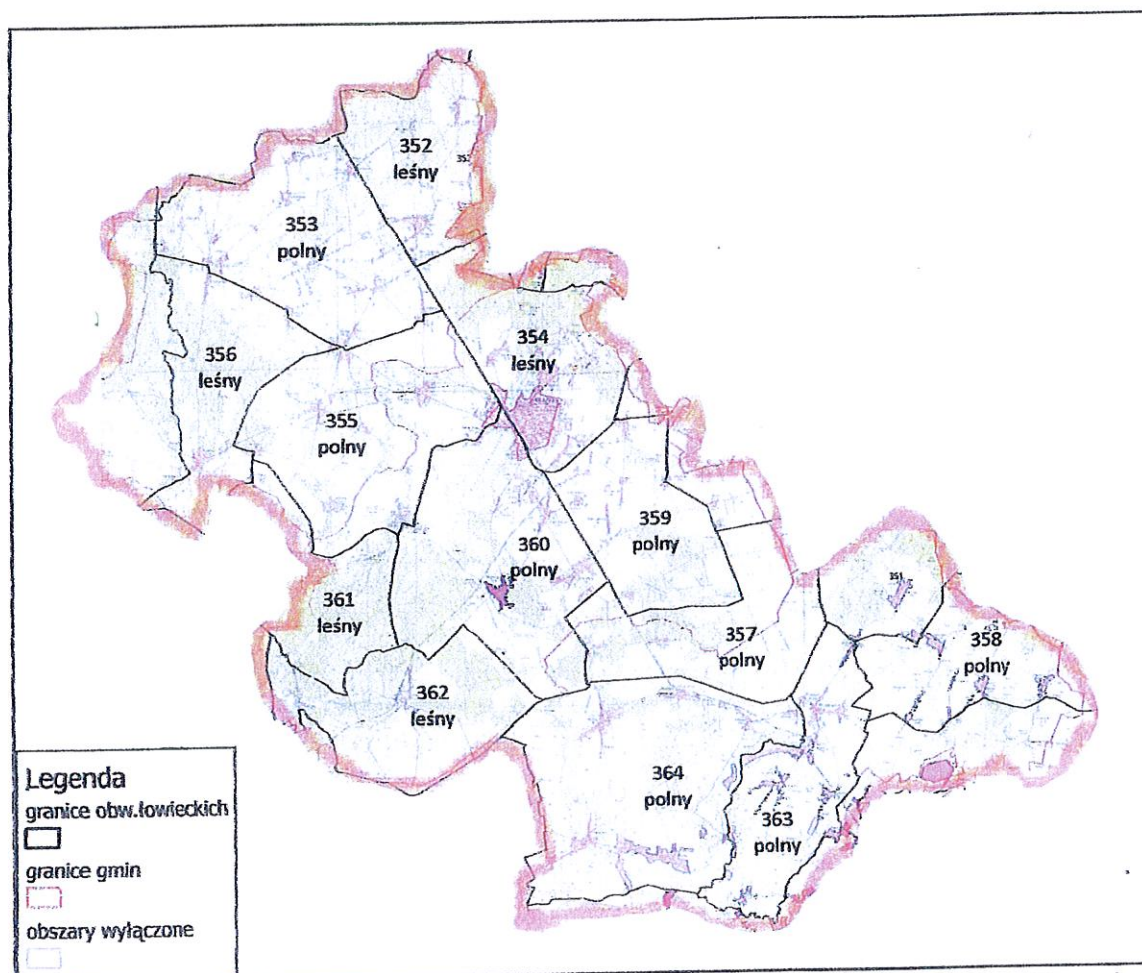 352
leśny
353
polny
354
leśny
356
leśny
355
polny
359
polny
360
polny
361
leśny
351
358
polny
357
polny
362
leśny
364
polny
363
polny
Legenda
granice obw.łowieckich
granice gmin
obszary wyłączone